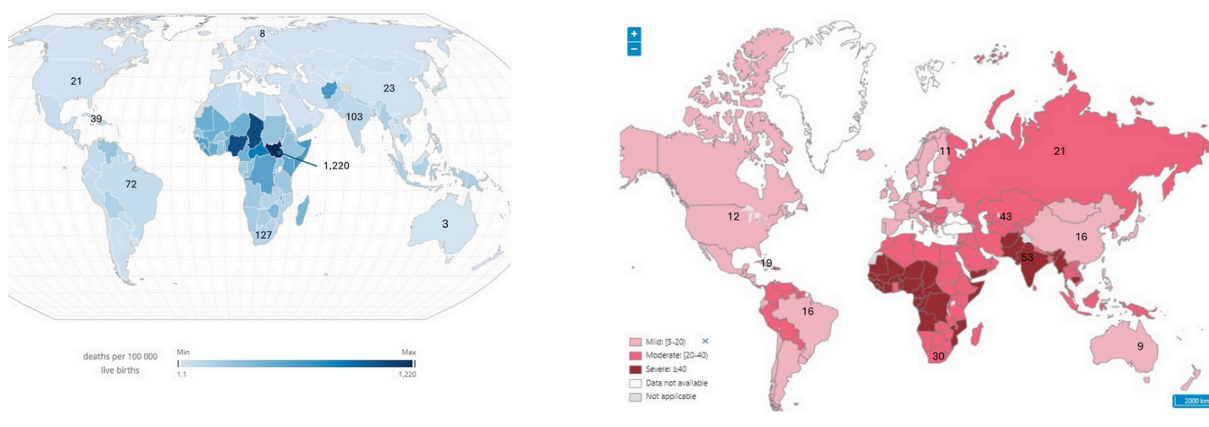 8
21
23
39
103
1,220
72
127
3
deaths per 100 000
live births
Min
Max
1.1
1,220
+
−
11
21
12
43
16
53
19
16
30
9
Mild: [5-20) ×
Moderate: [20-40)
Severe: ≥40
Data not available
Not applicable
2000 km